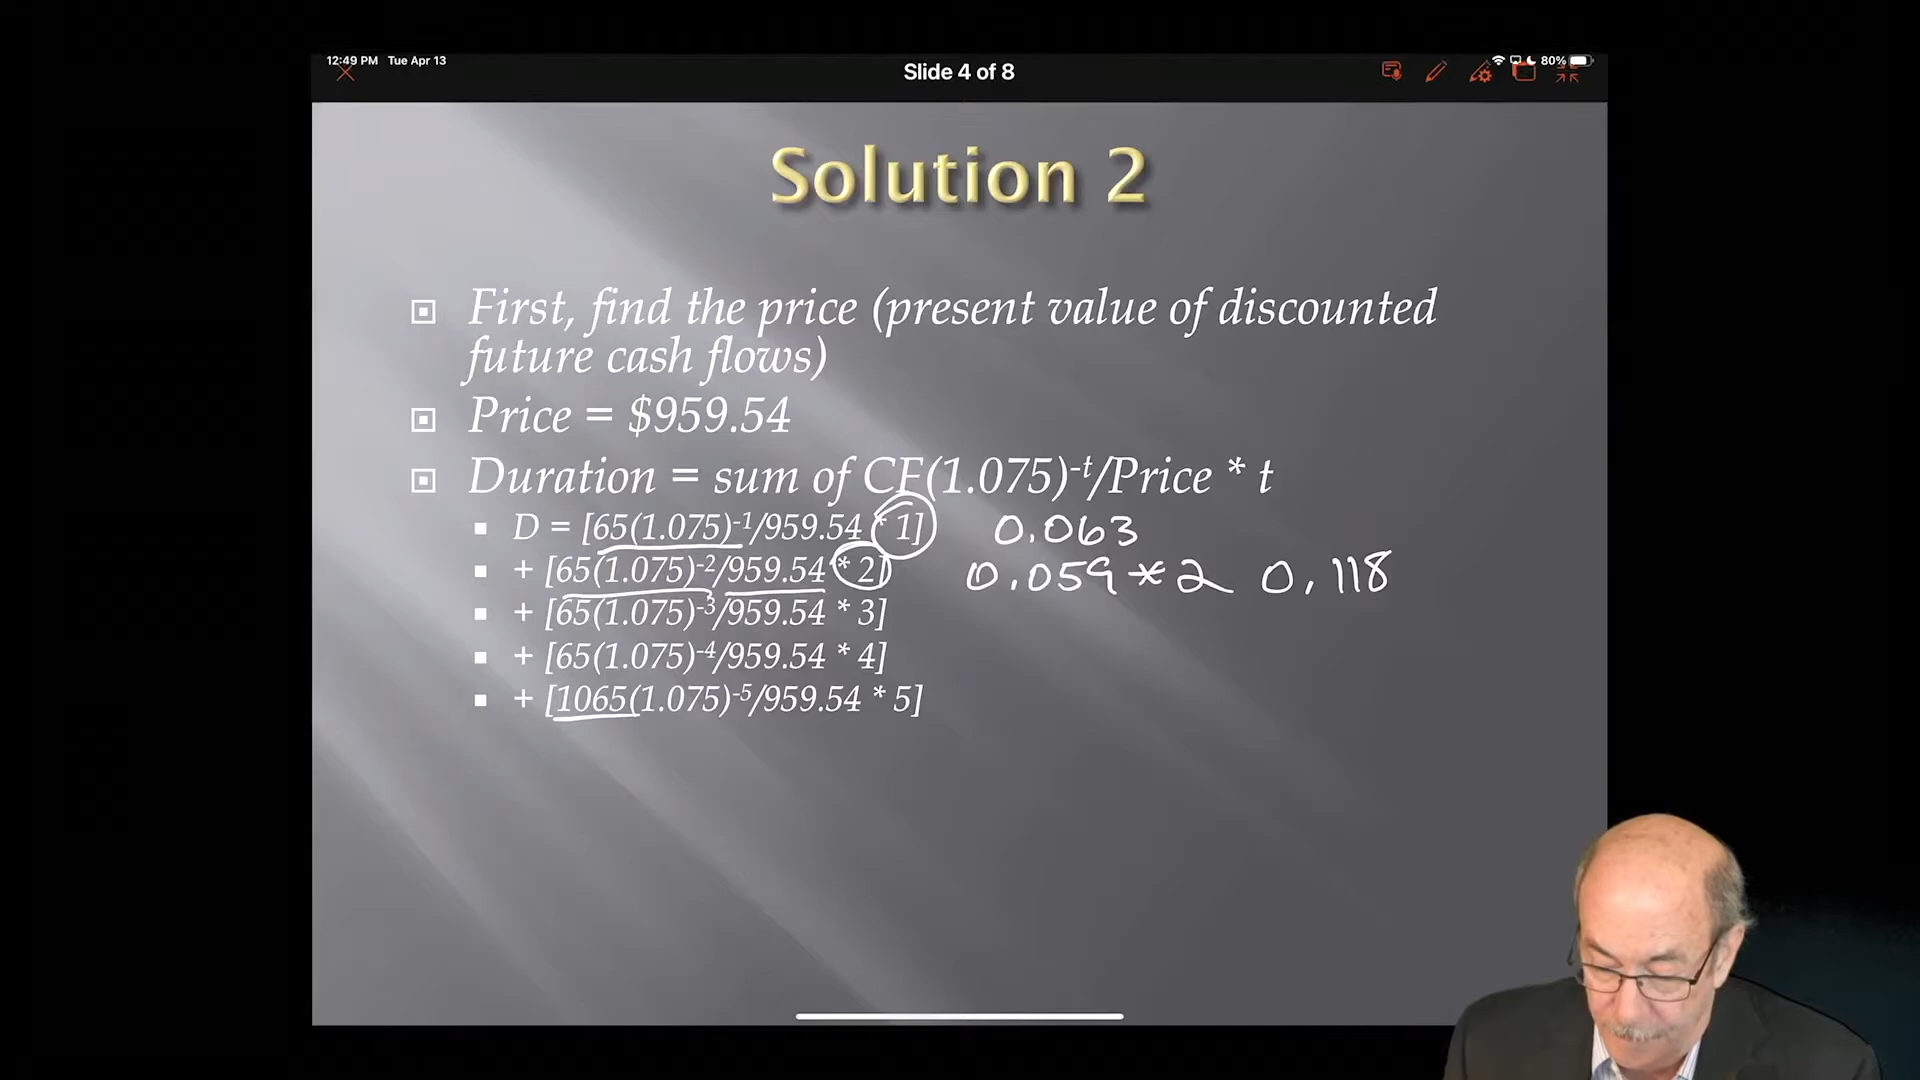 12:49 PM Tue Apr 13
Slide 4 of 8
80%
Solution 2
First, find the price (present value of discounted
future cash flows)
Price = $959.54
Duration = sum of CF(1.075)-t/Price * t
D = [65(1.075)-1/959.54 * 1] 0.063
+ [65(1.075)-2/959.54 * 2] 0.059*2 0.118
+ [65(1.075)-3/959.54 * 3]
+ [65(1.075)-4/959.54 * 4]
+ [1065(1.075)-5/959.54 * 5]